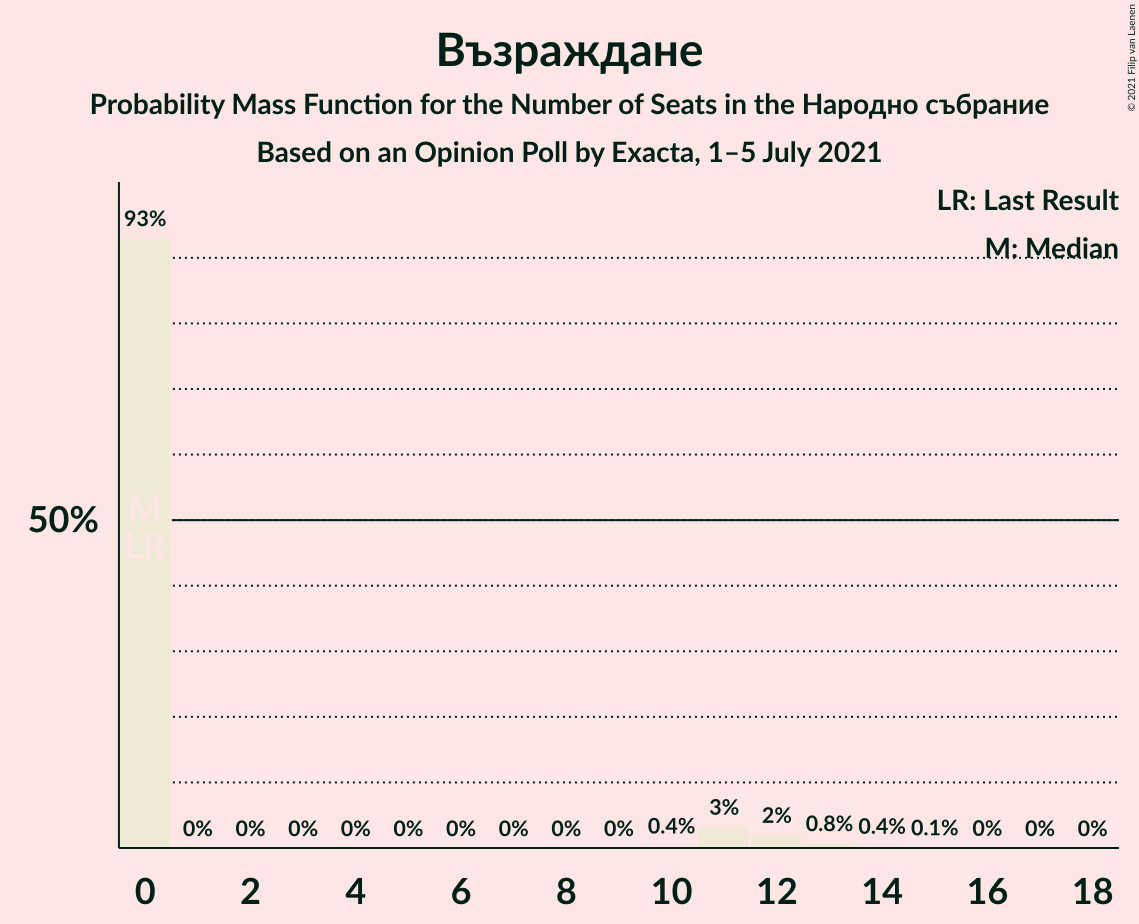 Възраждане
Probability Mass Function for the Number of Seats in the Народно събрание
Based on an Opinion Poll by Exacta, 1–5 July 2021
© 2021 Filip van Laenen
LR: Last Result
M: Median
93%
50%
M
LR
0% 0% 0% 0% 0% 0% 0% 0% 0% 0.4% 3% 2% 0.8% 0.4% 0.1% 0% 0% 0%
0 2 4 6 8 10 12 14 16 18